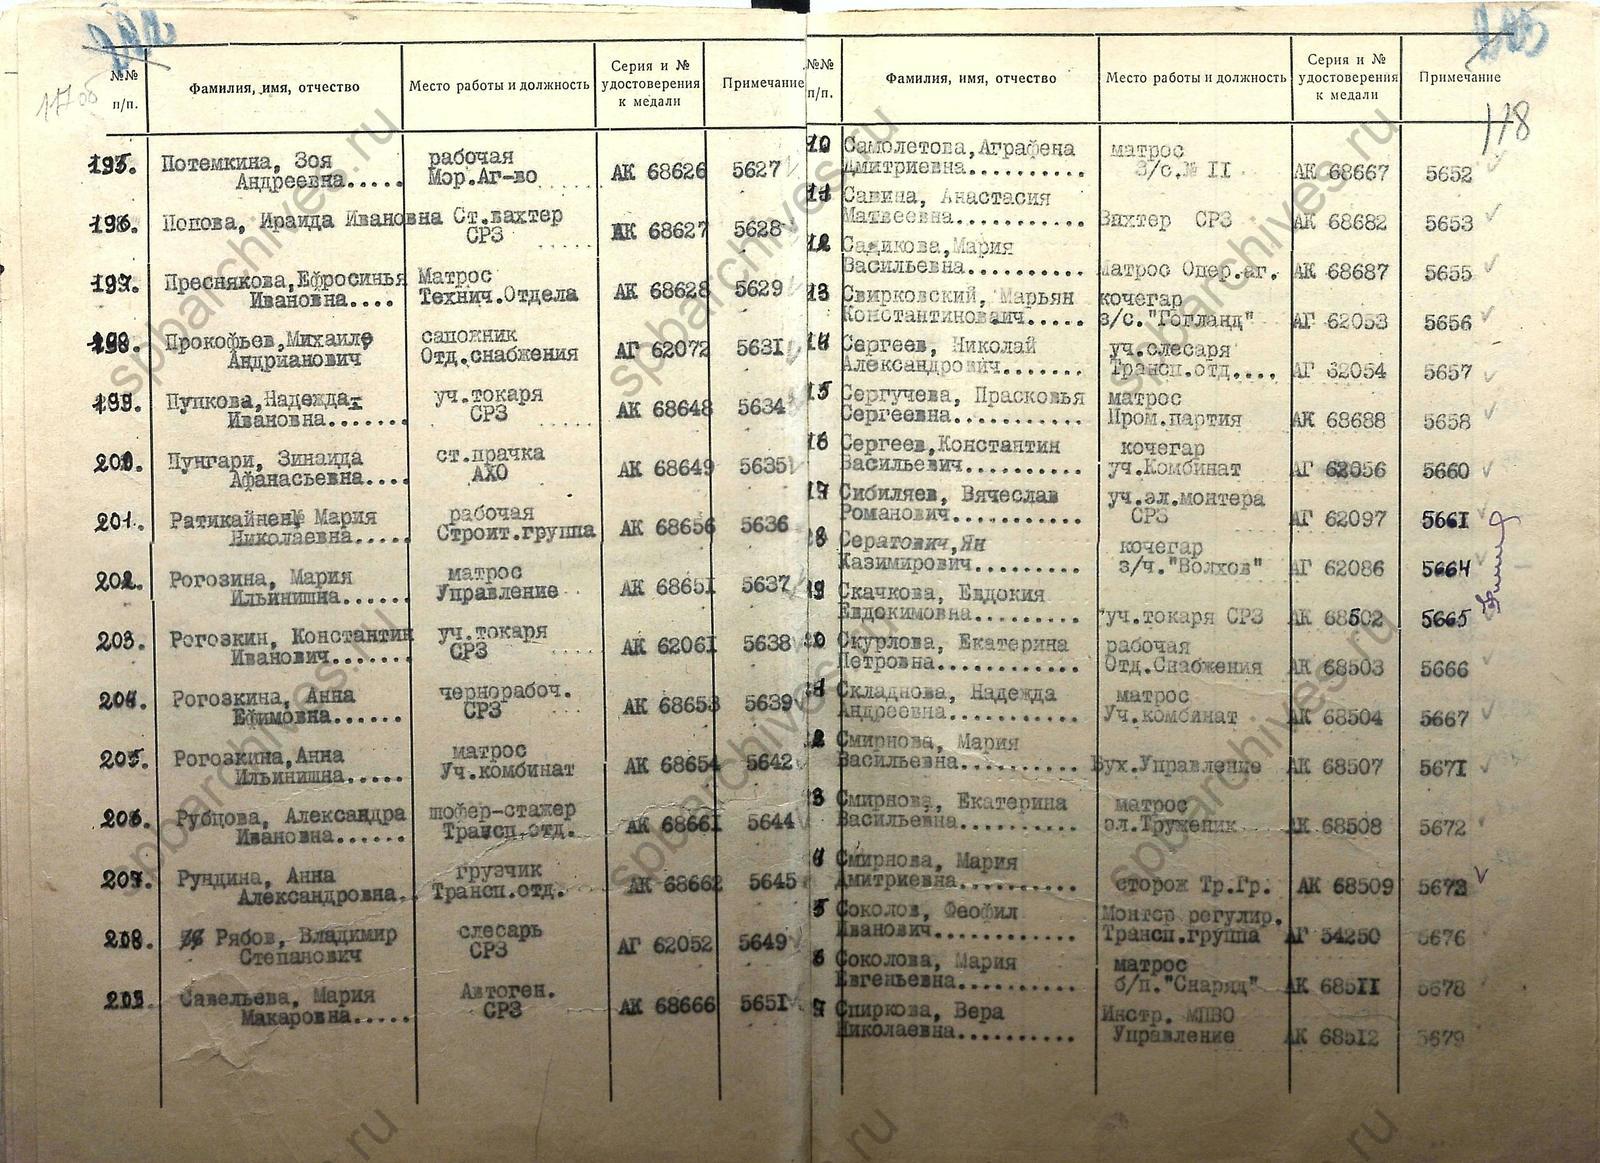 №№ п/п. Фамилия, имя, отчество Место работы и должность Серия и № удостоверения к медали Примечание
195. Потемкина, Зоя рабочая
Андреевна..... Мор.Аг-во АК 68626 5627
196. Попова, Ираида Ивановна Ст.вахтер
СРЗ АК 68627 5628
197. Преснякова,Ефросинья Матрос
Ивановна.... Технич.Отдела АК 68628 5629
198. Прокофьев,Михаил сапожник
Андрианович Отд.снабжения АГ 62072 5631
199. Пупкова,Надежда уч.токаря
Ивановна....... СРЗ АК 68648 5634
200. Пунгари, Зинаида ст.прачка
Афанасьевна.... АХО АК 68649 5635
201. Ратикайнен, Мария рабочая
Николаевна..... Строит.группа АК 68656 5636
202. Рогозина, Мария матрос
Ильинишна...... Управление АК 68651 5637
203. Рогозкин, Константин уч.токаря
Иванович....... СРЗ АК 62061 5638
204. Рогозкина, Анна чернорабоч.
Ефимовна...... СРЗ АК 68653 5639
205. Рогозкина,Анна матрос
Ильинишна..... Уч.комбинат АК 68654 5642
206. Рубцова, Александра шофер-стажер
Ивановна...... Трансп.отд. АК 68661 5644
207. Рундина, Анна грузчик
Александровна.. Трансп.отд. АК 68662 5645
208. Рябов, Владимир слесарь
Степанович СРЗ АГ 62052 5649
Савельева, Мария Автоген.
Макаровна..... СРЗ АК 68666 5651
118
№№ п/п. Фамилия, имя, отчество Место работы и должность Серия и № удостоверения к медали Примечание
10 Самолетова,Аграфена матрос
Дмитриевна........... З/с.№ II АК 68667 5652
11 Савина, Анастасия
Матвеевна............ Вахтер СРЗ АК 68682 5653
12 Садикова,Мария
Васильевна........... Матрос Опер.аг. АК 68687 5655
13 Свирковский, Марьян кочегар
Константинович..... з/с."Гогланд" АГ 62053 5656
14 Сергеев, Николай уч.слесаря
Александрович........ Трансп.отд.... АГ 62054 5657
15 Сергучева, Прасковья матрос
Сергеевна............ Пром.партия АК 68688 5658
16 Сергеев,Константин кочегар
Васильевич........... уч.Комбинат АГ 62056 5660
17 Сибиляев, Вячеслав уч.эл.монтера
Романович............ СРЗ АГ 62097 5661
18 Сератович,Ян кочегар
Казимирович.......... з/ч."Волхов" АГ 62086 5664
19 Скачкова, Евдокия
Евдокимовна.......... уч.токаря СРЗ АК 68502 5665
20 Скурлова, Екатерина рабочая
Петровна............. Отд.Снабжения АК 68503 5666
21 Складнова, Надежда матрос
Андреевна............ Уч.комбинат АК 68504 5667
2 Смирнова, Мария
Васильевна........... Бух.Управление АК 68507 5671
3 Смирнова, Екатерина матрос
Васильевна........... эл.Труженик АК 68508 5672
4 Смирнова, Мария
Дмитриевна........... сторож Тр.Гр. АК 68509 5673
5 Соколов, Феофил Монтер регулир.
Иванович............. Трансп.группа АГ 54250 5676
6 Соколова, Мария матрос
Евгеньевна........... б/п."Снаряд" АК 68511 5678
7 Спиркова, Вера Инстр. МПВО
Николаевна........... Управление АК 68512 5679
spbarchives.ru